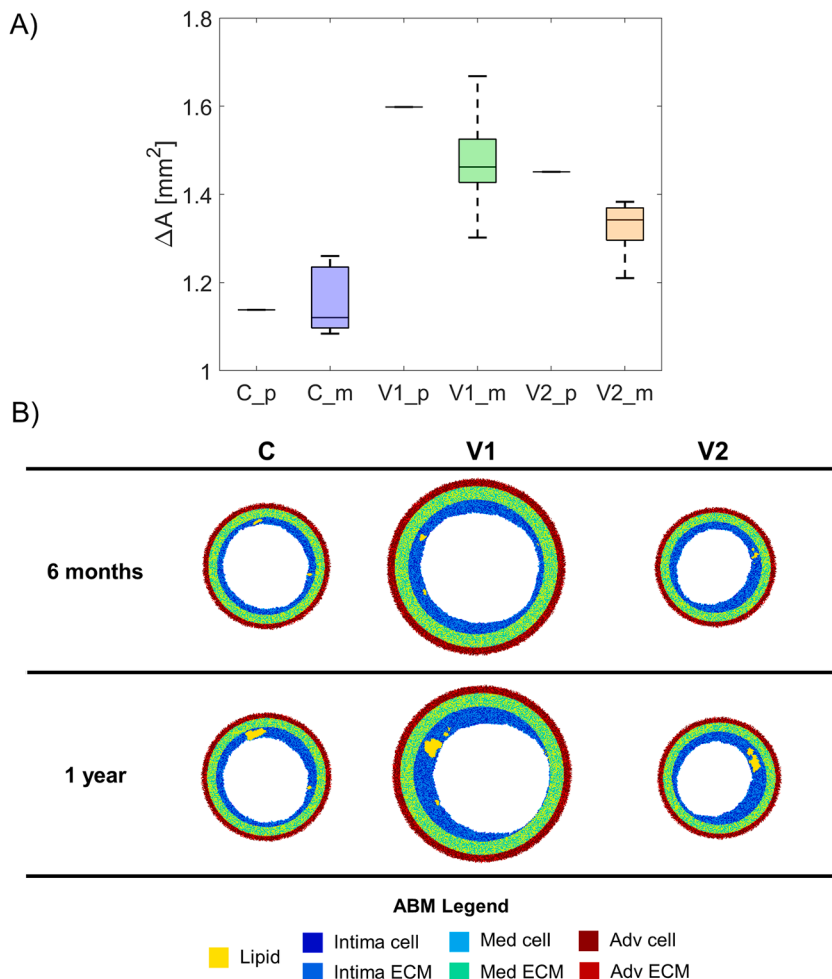 A)
1.8
1.6
1.4
1.2
1
ΔA [mm²]
C_p C_m V1_p V1_m V2_p V2_m
B)
C V1 V2
6 months
1 year
ABM Legend
Lipid Intima cell Med cell Adv cell
Intima ECM Med ECM Adv ECM